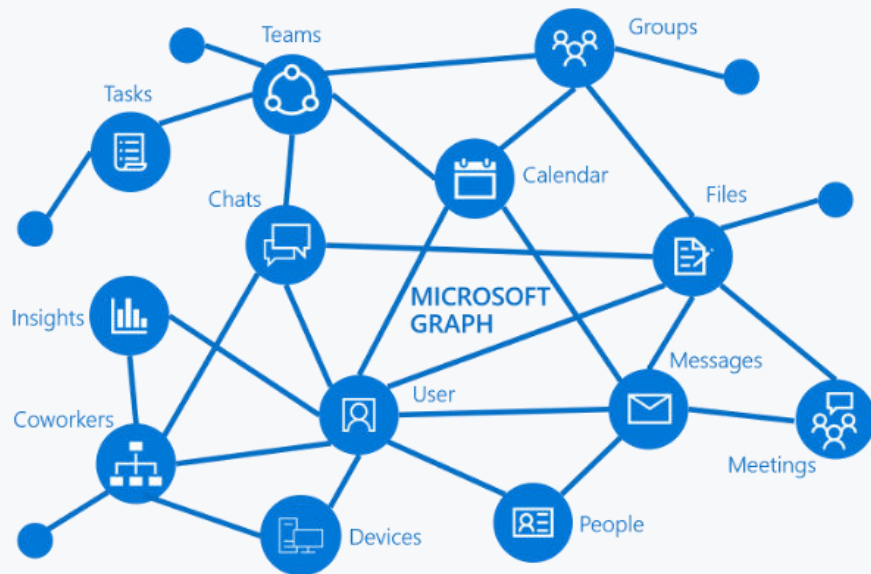 Teams
Groups
Tasks
Calendar
Chats
Files
MICROSOFT
GRAPH
Insights
Messages
User
Coworkers
Meetings
People
Devices